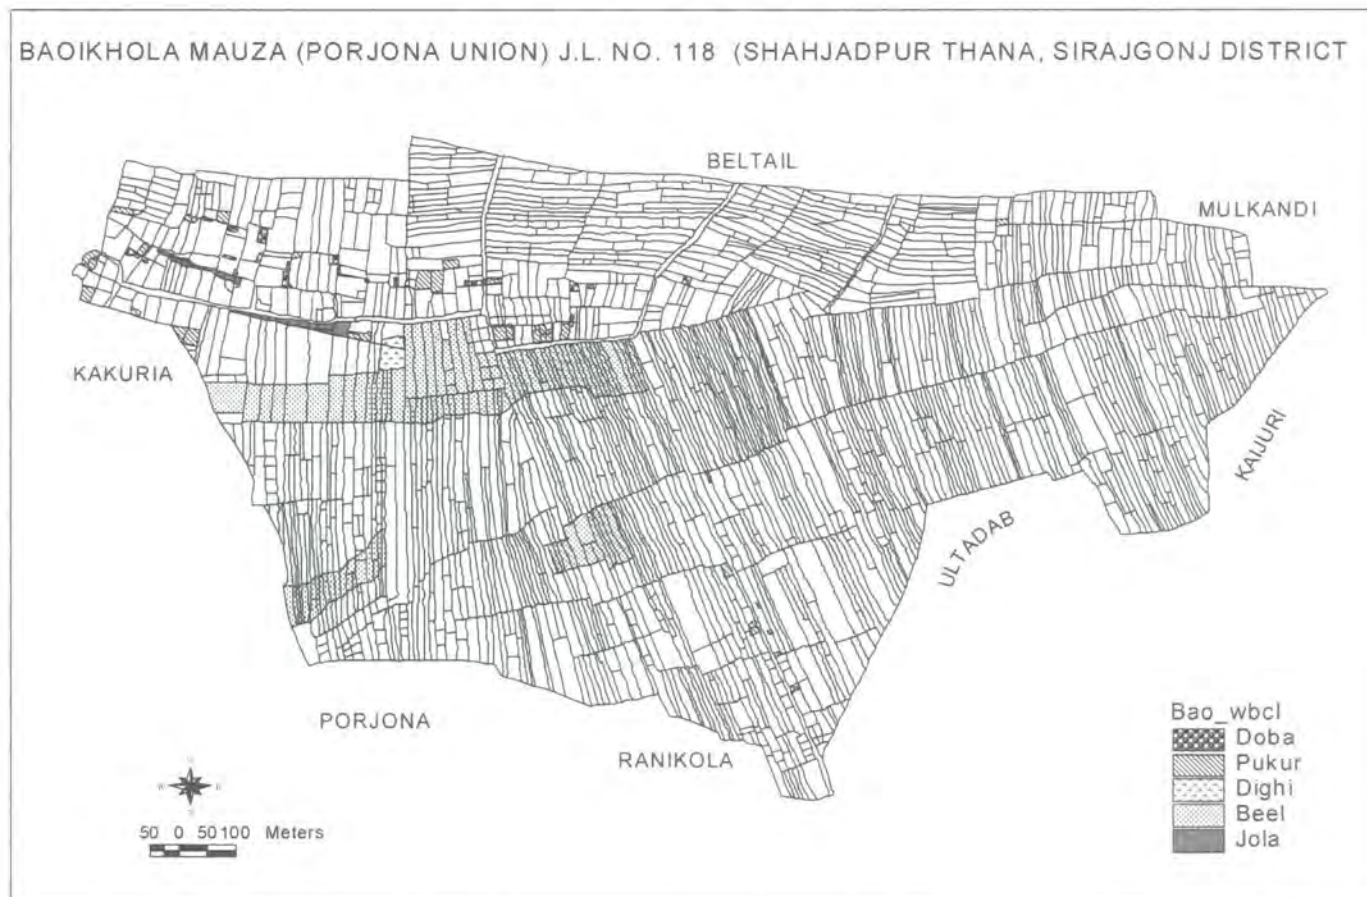 BAOIKHOLA MAUZA (PORJONA UNION) J.L. NO. 118 (SHAHJADPUR THANA, SIRAJGONJ DISTRICT
BELTAIL
MULKANDI
KAKURIA
KAIJURI
ULTADAB
PORJONA
RANIKOLA
Bao_wbcl
Doba
Pukur
Dighi
Beel
Jola
50 0 50 100 Meters